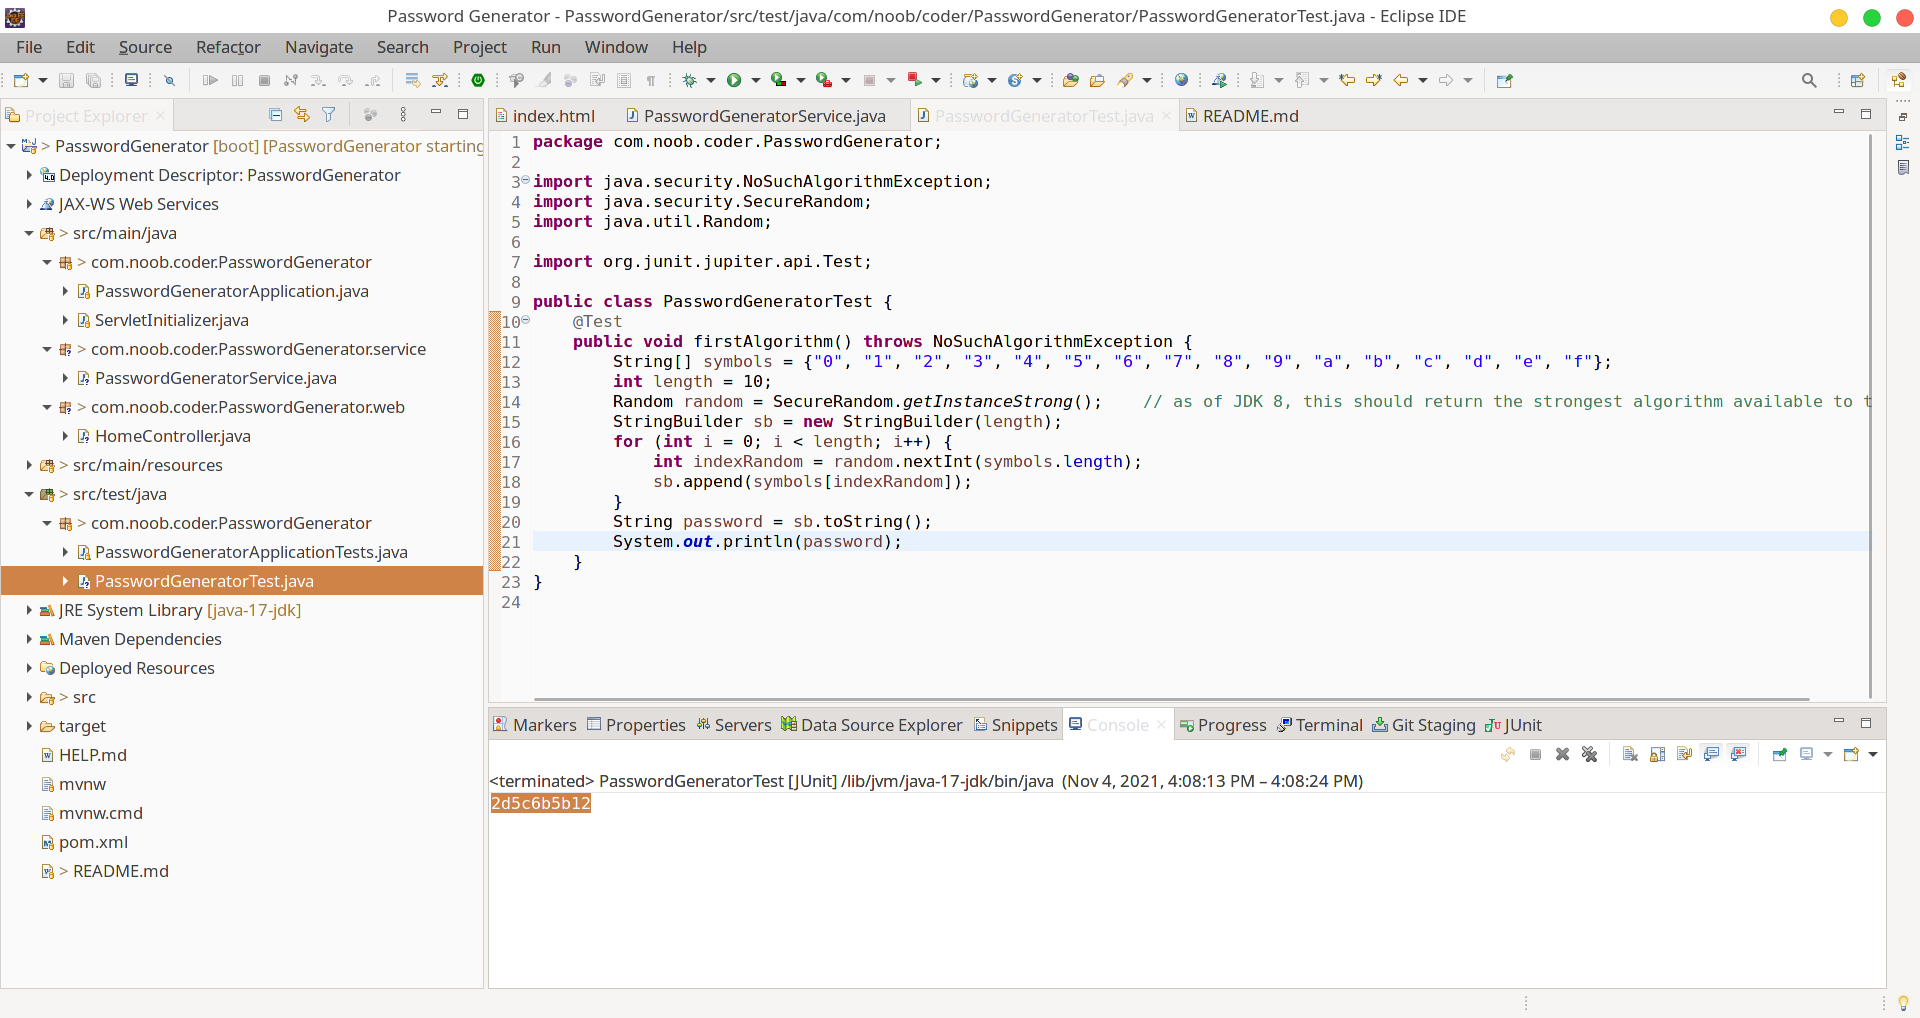 Password Generator - PasswordGenerator/src/test/java/com/noob/coder/PasswordGenerator/PasswordGeneratorTest.java - Eclipse IDE
File Edit Source Refactor Navigate Search Project Run Window Help
Project Explorer
> PasswordGenerator [boot] [PasswordGenerator starting
Deployment Descriptor: PasswordGenerator
JAX-WS Web Services
> src/main/java
> com.noob.coder.PasswordGenerator
PasswordGeneratorApplication.java
ServletInitializer.java
> com.noob.coder.PasswordGenerator.service
PasswordGeneratorService.java
> com.noob.coder.PasswordGenerator.web
HomeController.java
> src/main/resources
> src/test/java
> com.noob.coder.PasswordGenerator
PasswordGeneratorApplicationTests.java
PasswordGeneratorTest.java
JRE System Library [java-17-jdk]
Maven Dependencies
Deployed Resources
> src
target
HELP.md
mvnw
mvnw.cmd
pom.xml
> README.md
index.html PasswordGeneratorService.java PasswordGeneratorTest.java README.md
1 package com.noob.coder.PasswordGenerator;
2
3 import java.security.NoSuchAlgorithmException;
4 import java.security.SecureRandom;
5 import java.util.Random;
6
7 import org.junit.jupiter.api.Test;
8
9 public class PasswordGeneratorTest {
10 @Test
11 public void firstAlgorithm() throws NoSuchAlgorithmException {
12 String[] symbols = {"0", "1", "2", "3", "4", "5", "6", "7", "8", "9", "a", "b", "c", "d", "e", "f"};
13 int length = 10;
14 Random random = SecureRandom.getInstanceStrong(); // as of JDK 8, this should return the strongest algorithm available to t
15 StringBuilder sb = new StringBuilder(length);
16 for (int i = 0; i < length; i++) {
17 int indexRandom = random.nextInt(symbols.length);
18 sb.append(symbols[indexRandom]);
19 }
20 String password = sb.toString();
21 System.out.println(password);
22 }
23 }
24
Markers Properties Servers Data Source Explorer Snippets Console Progress Terminal Git Staging JUnit
<terminated> PasswordGeneratorTest [JUnit] /lib/jvm/java-17-jdk/bin/java (Nov 4, 2021, 4:08:13 PM – 4:08:24 PM)
2d5c6b5b12